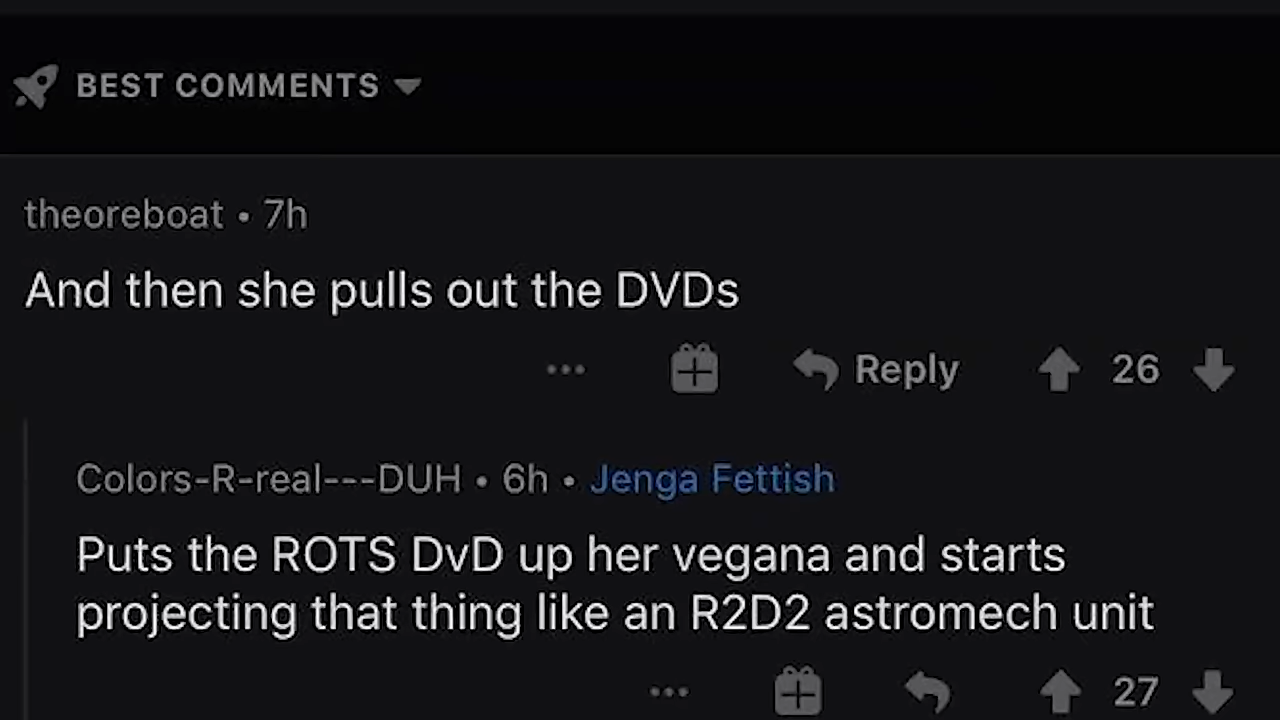 BEST COMMENTS
theoreboat • 7h
And then she pulls out the DVDs
... Reply 26
Colors-R-real---DUH • 6h • Jenga Fettish
Puts the ROTS DvD up her vegana and starts
projecting that thing like an R2D2 astromech unit
... 27